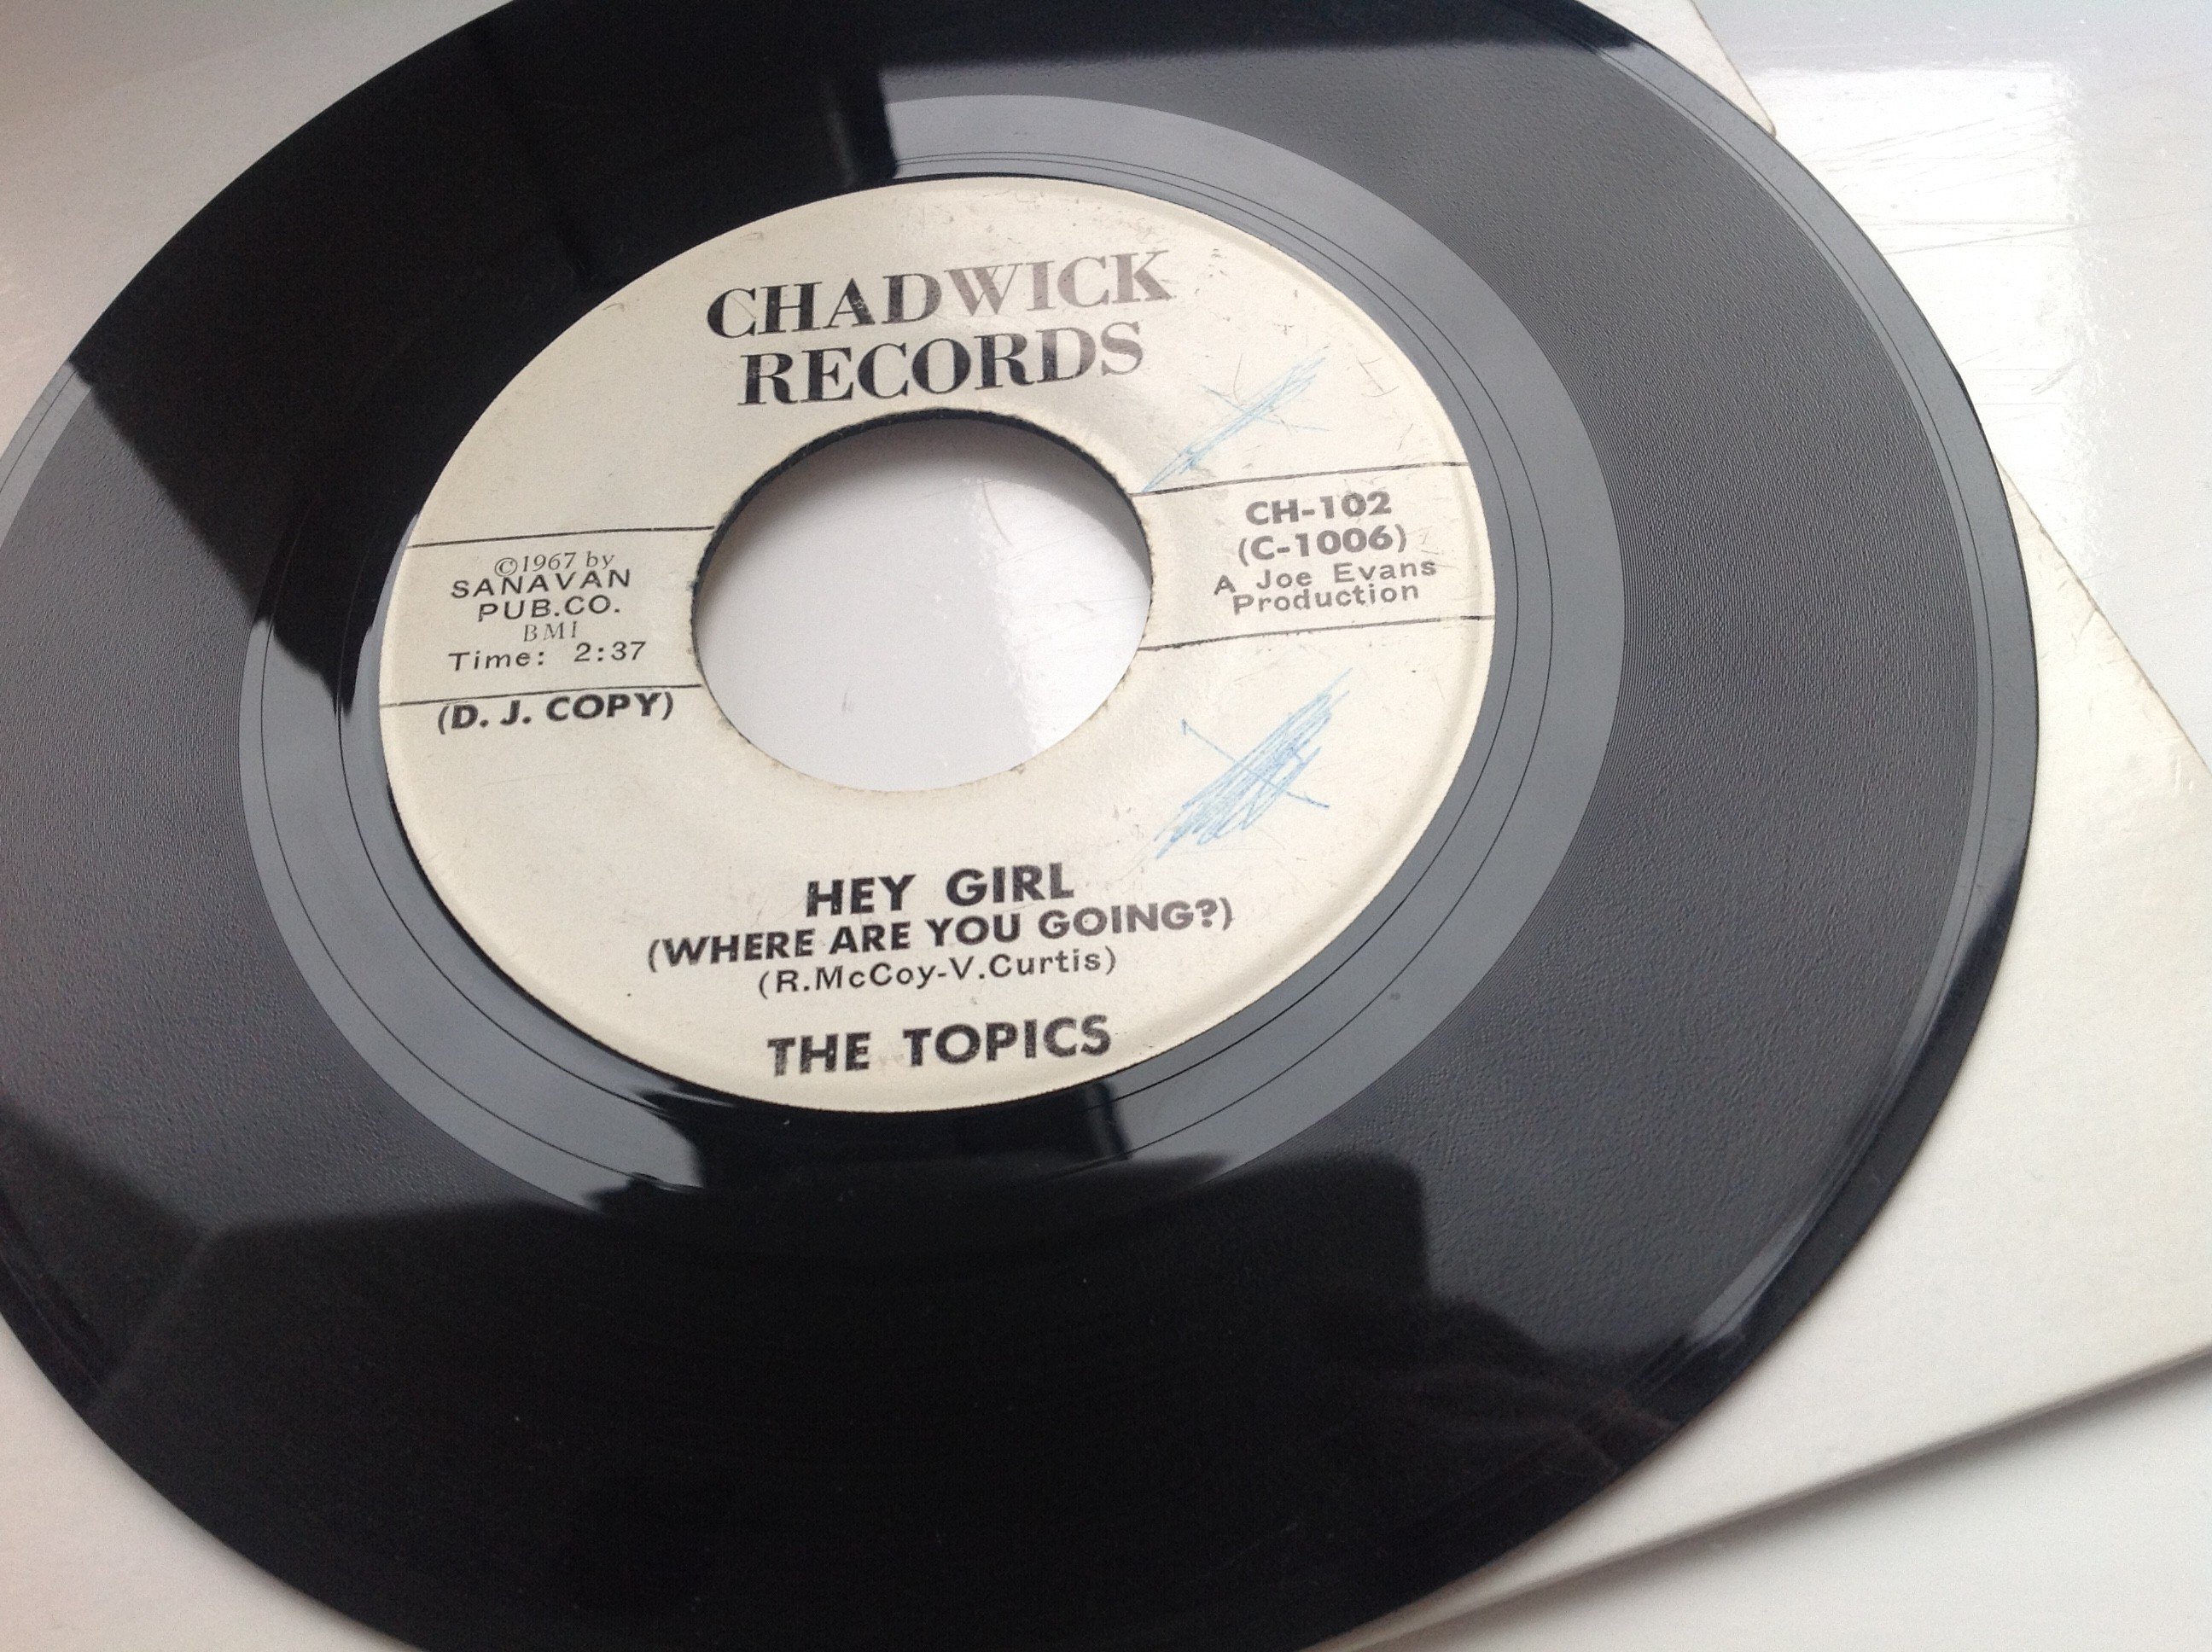 CHADWICK
RECORDS
©1967 by
SANAVAN
PUB.CO.
BMI
Time: 2:37
(D. J. COPY)
CH-102
(C-1006)
A Joe Evans
Production
HEY GIRL
(WHERE ARE YOU GOING?)
(R.McCoy-V.Curtis)
THE TOPICS